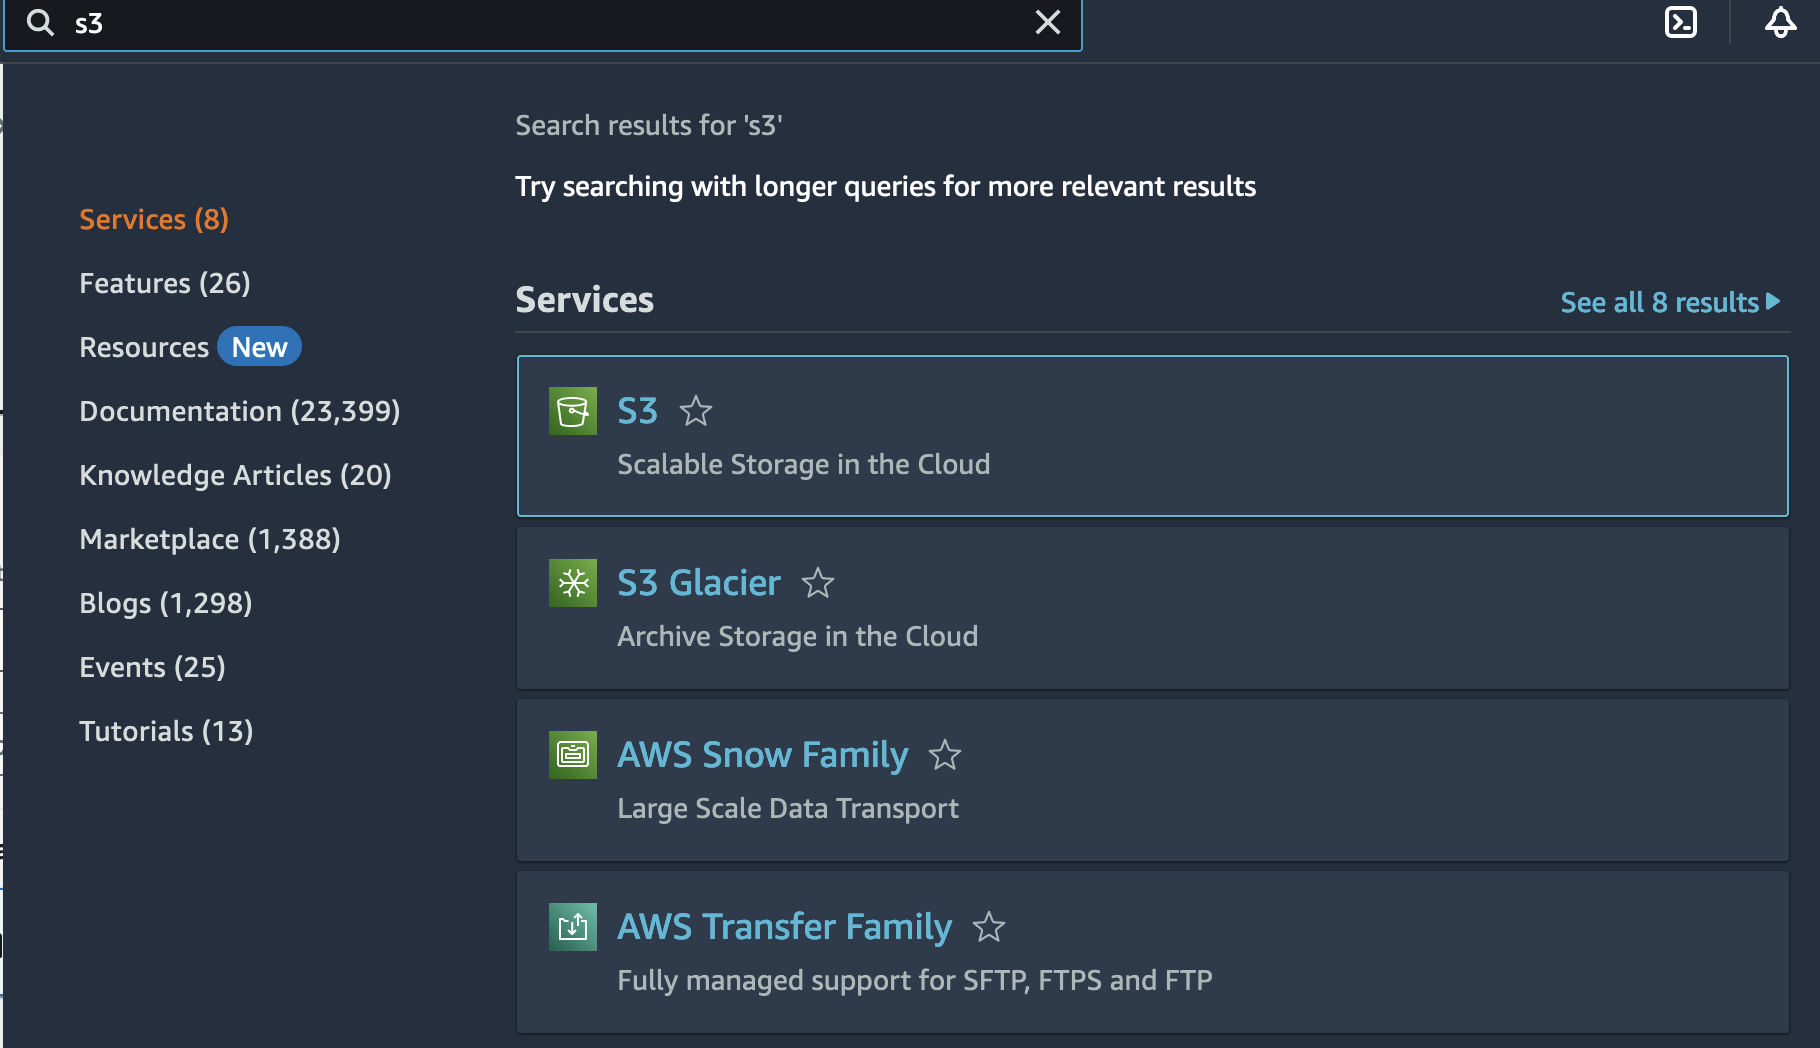 s3
Search results for 's3'
Try searching with longer queries for more relevant results
Services (8)
Features (26)
Resources New
Documentation (23,399)
Knowledge Articles (20)
Marketplace (1,388)
Blogs (1,298)
Events (25)
Tutorials (13)
Services
See all 8 results
S3
Scalable Storage in the Cloud
S3 Glacier
Archive Storage in the Cloud
AWS Snow Family
Large Scale Data Transport
AWS Transfer Family
Fully managed support for SFTP, FTPS and FTP